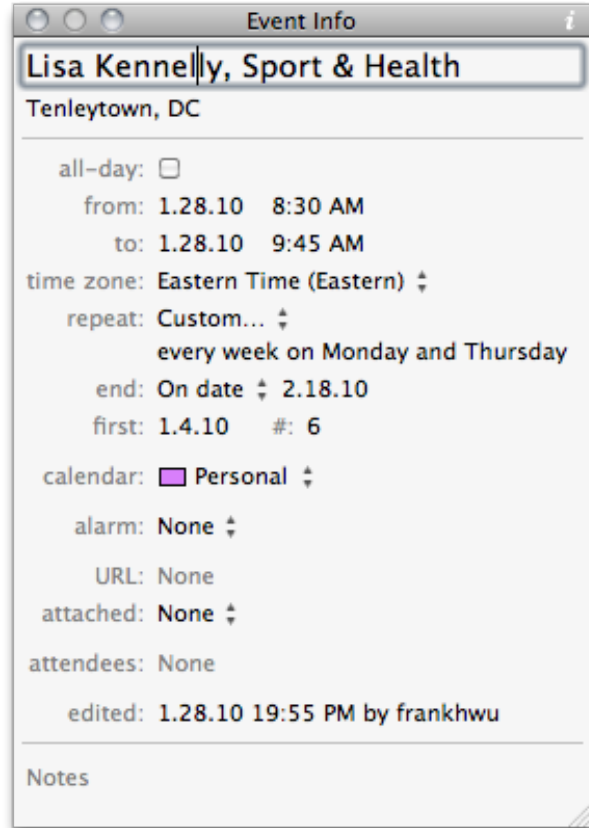 Event Info
Lisa Kennelly, Sport & Health
Tenleytown, DC
all-day:
from: 1.28.10 8:30 AM
to: 1.28.10 9:45 AM
time zone: Eastern Time (Eastern)
repeat: Custom...
every week on Monday and Thursday
end: On date 2.18.10
first: 1.4.10 #: 6
calendar: Personal
alarm: None
URL: None
attached: None
attendees: None
edited: 1.28.10 19:55 PM by frankhwu
Notes